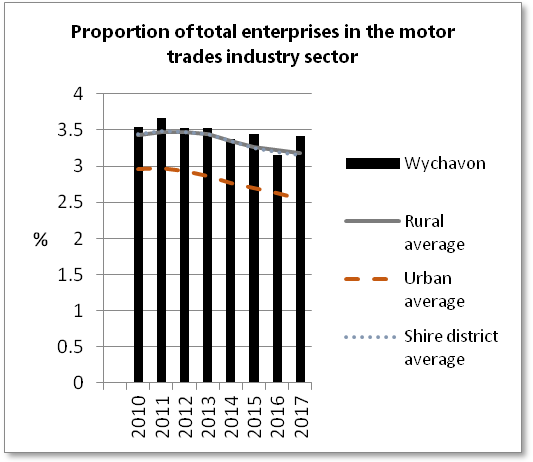 Proportion of total enterprises in the motor
trades industry sector
4
3.5
3
2.5
2
1.5
1
0.5
0
%
2010
2011
2012
2013
2014
2015
2016
2017
Wychavon
Rural
average
Urban
average
Shire district
average